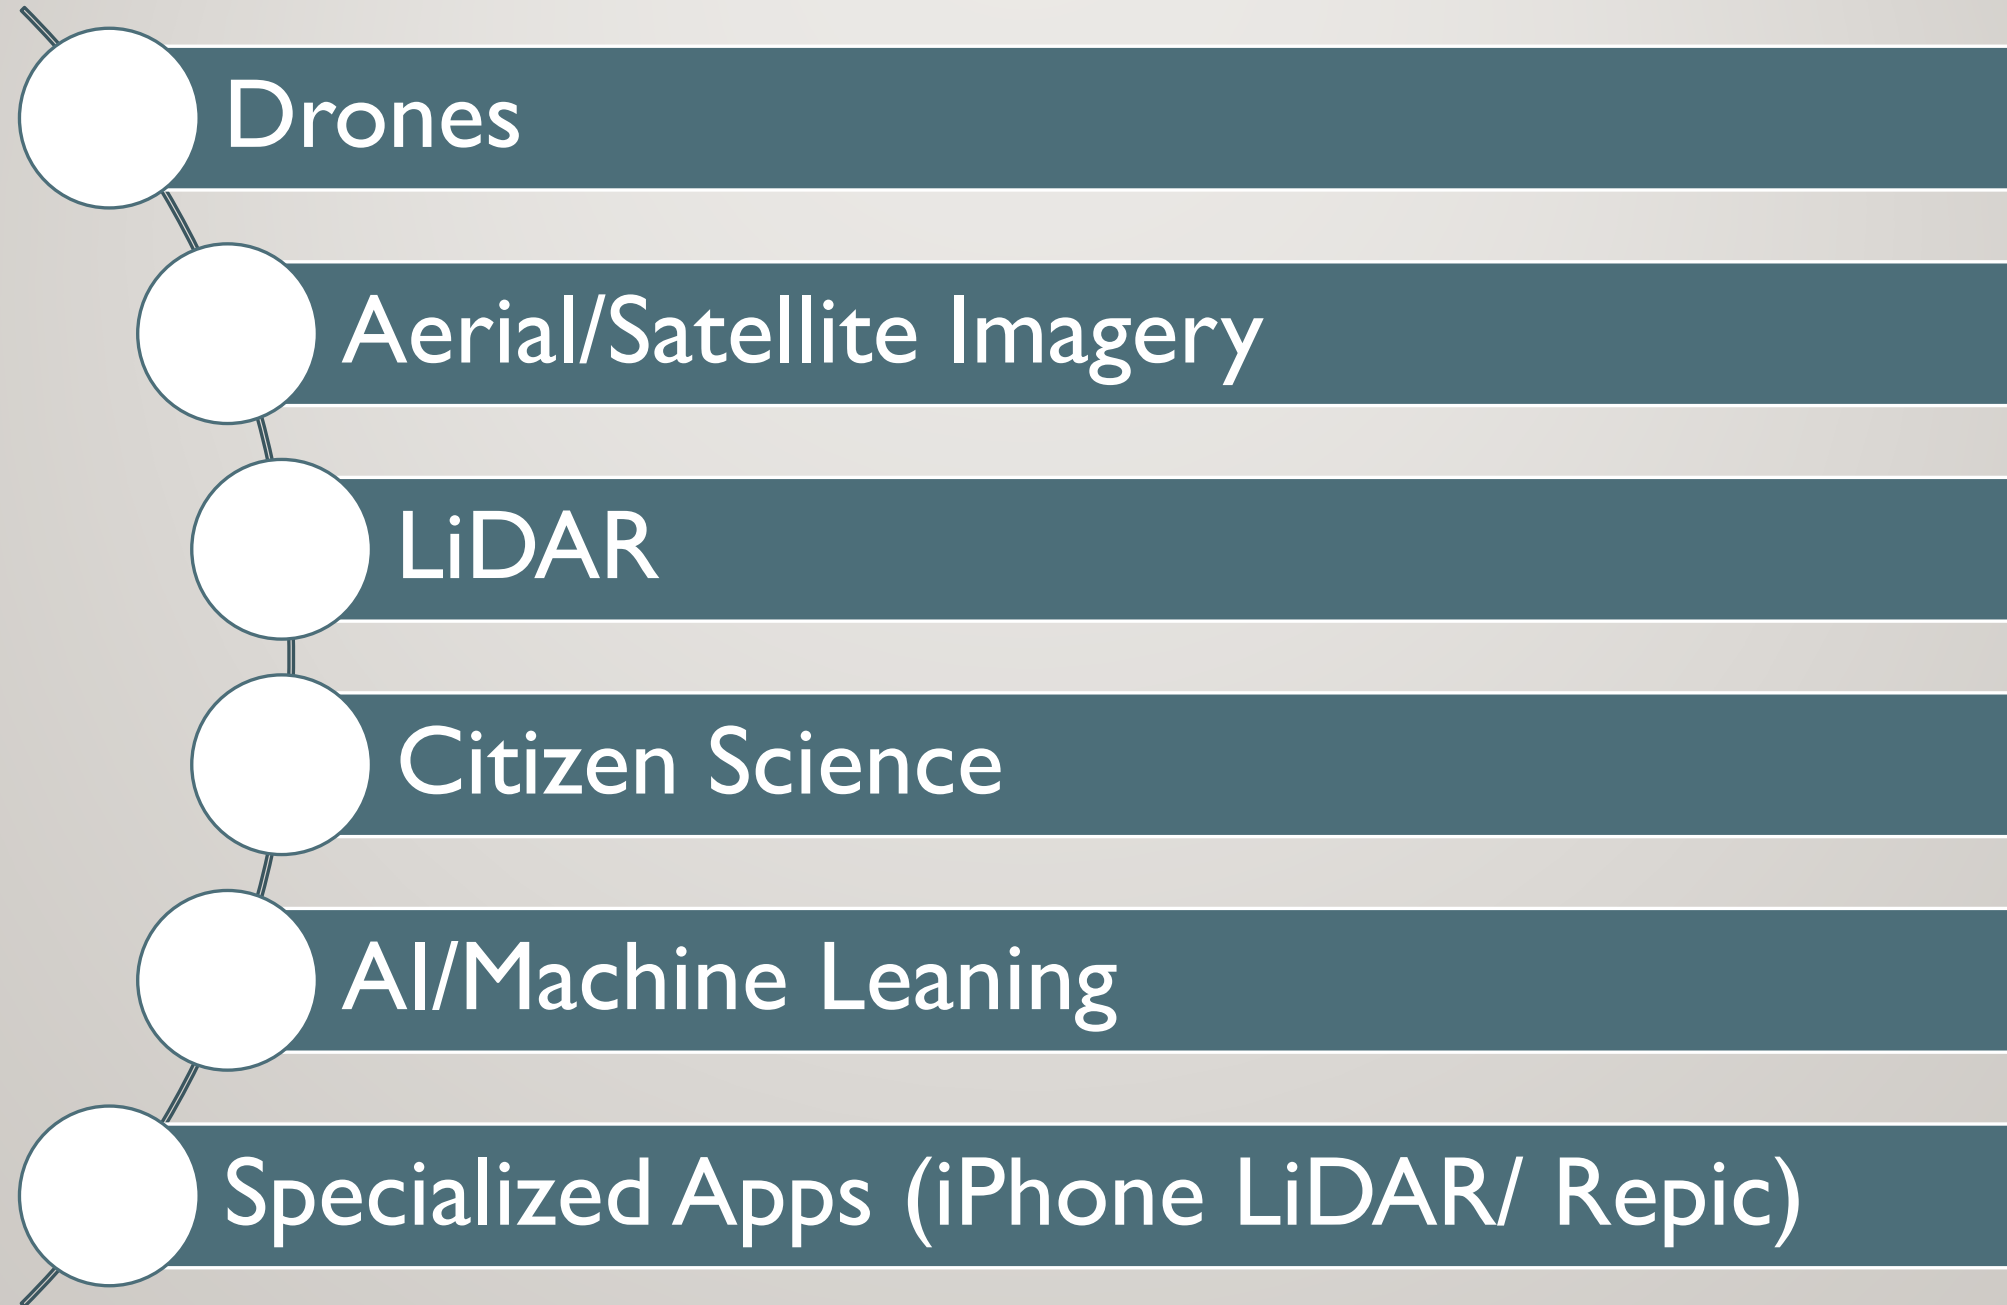 Drones
Aerial/Satellite Imagery
LiDAR
Citizen Science
AI/Machine Leaning
Specialized Apps (iPhone LiDAR/ Repic)